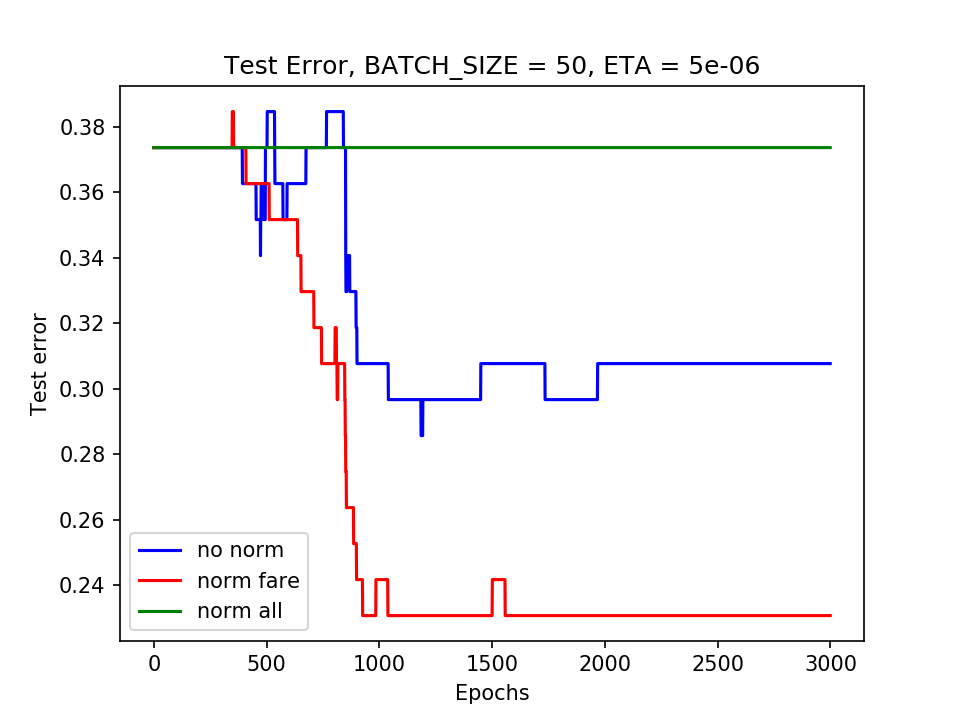 Test Error, BATCH_SIZE = 50, ETA = 5e-06
Test error
0.38
0.36
0.34
0.32
0.30
0.28
0.26
0.24
no norm
norm fare
norm all
0 500 1000 1500 2000 2500 3000
Epochs